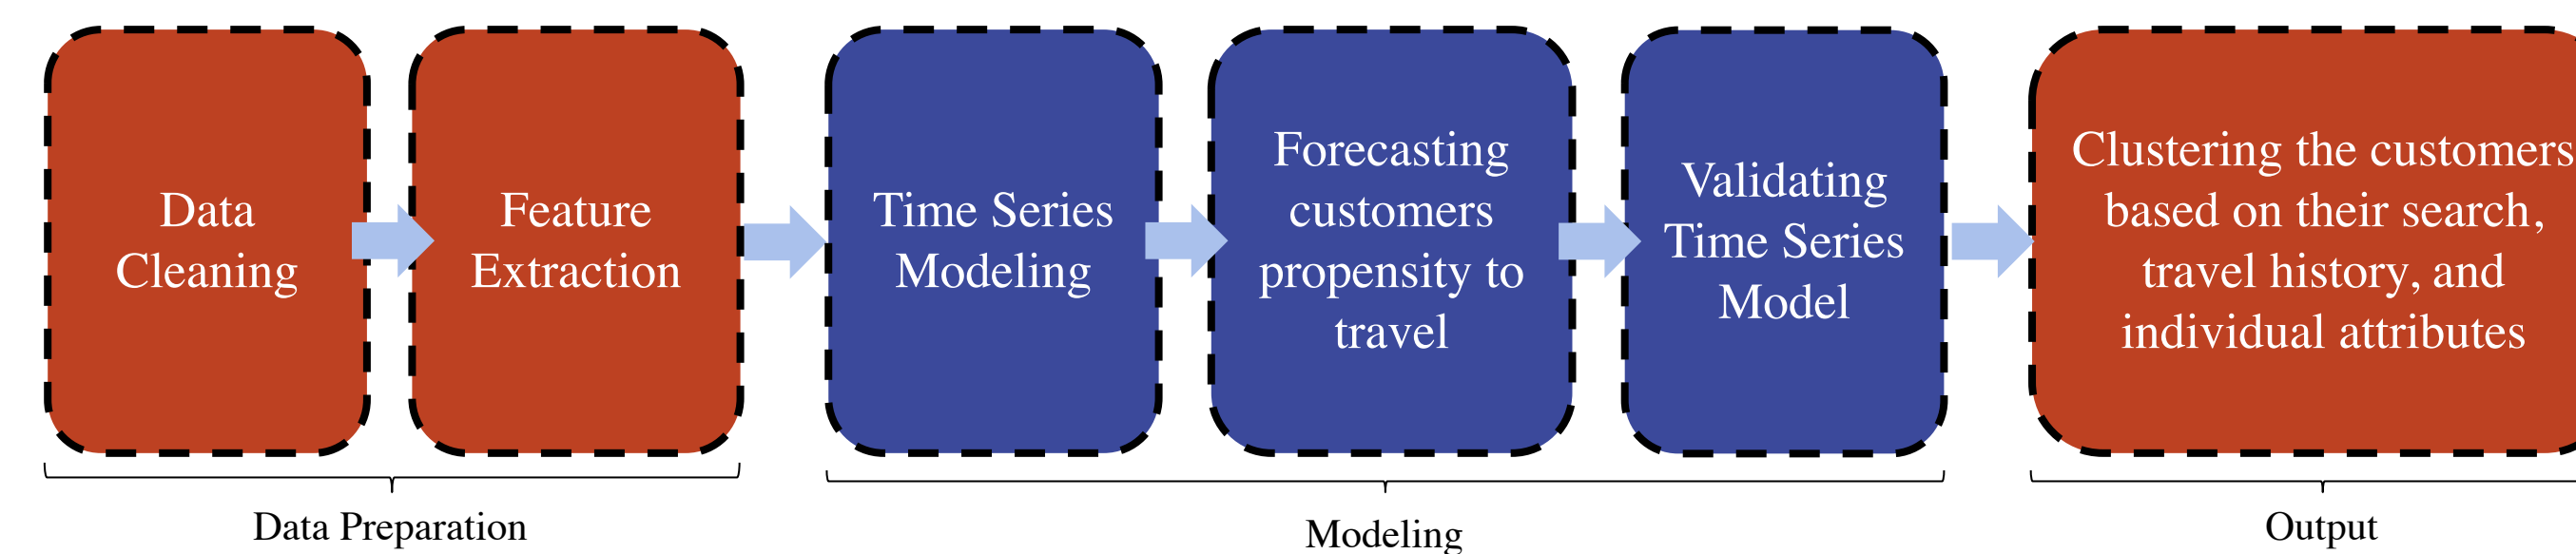 Data
Cleaning
Feature
Extraction
Time Series
Modeling
Forecasting
customers
propensity to
travel
Validating
Time Series
Model
Clustering the customers
based on their search,
travel history, and
individual attributes
Data Preparation
Modeling
Output